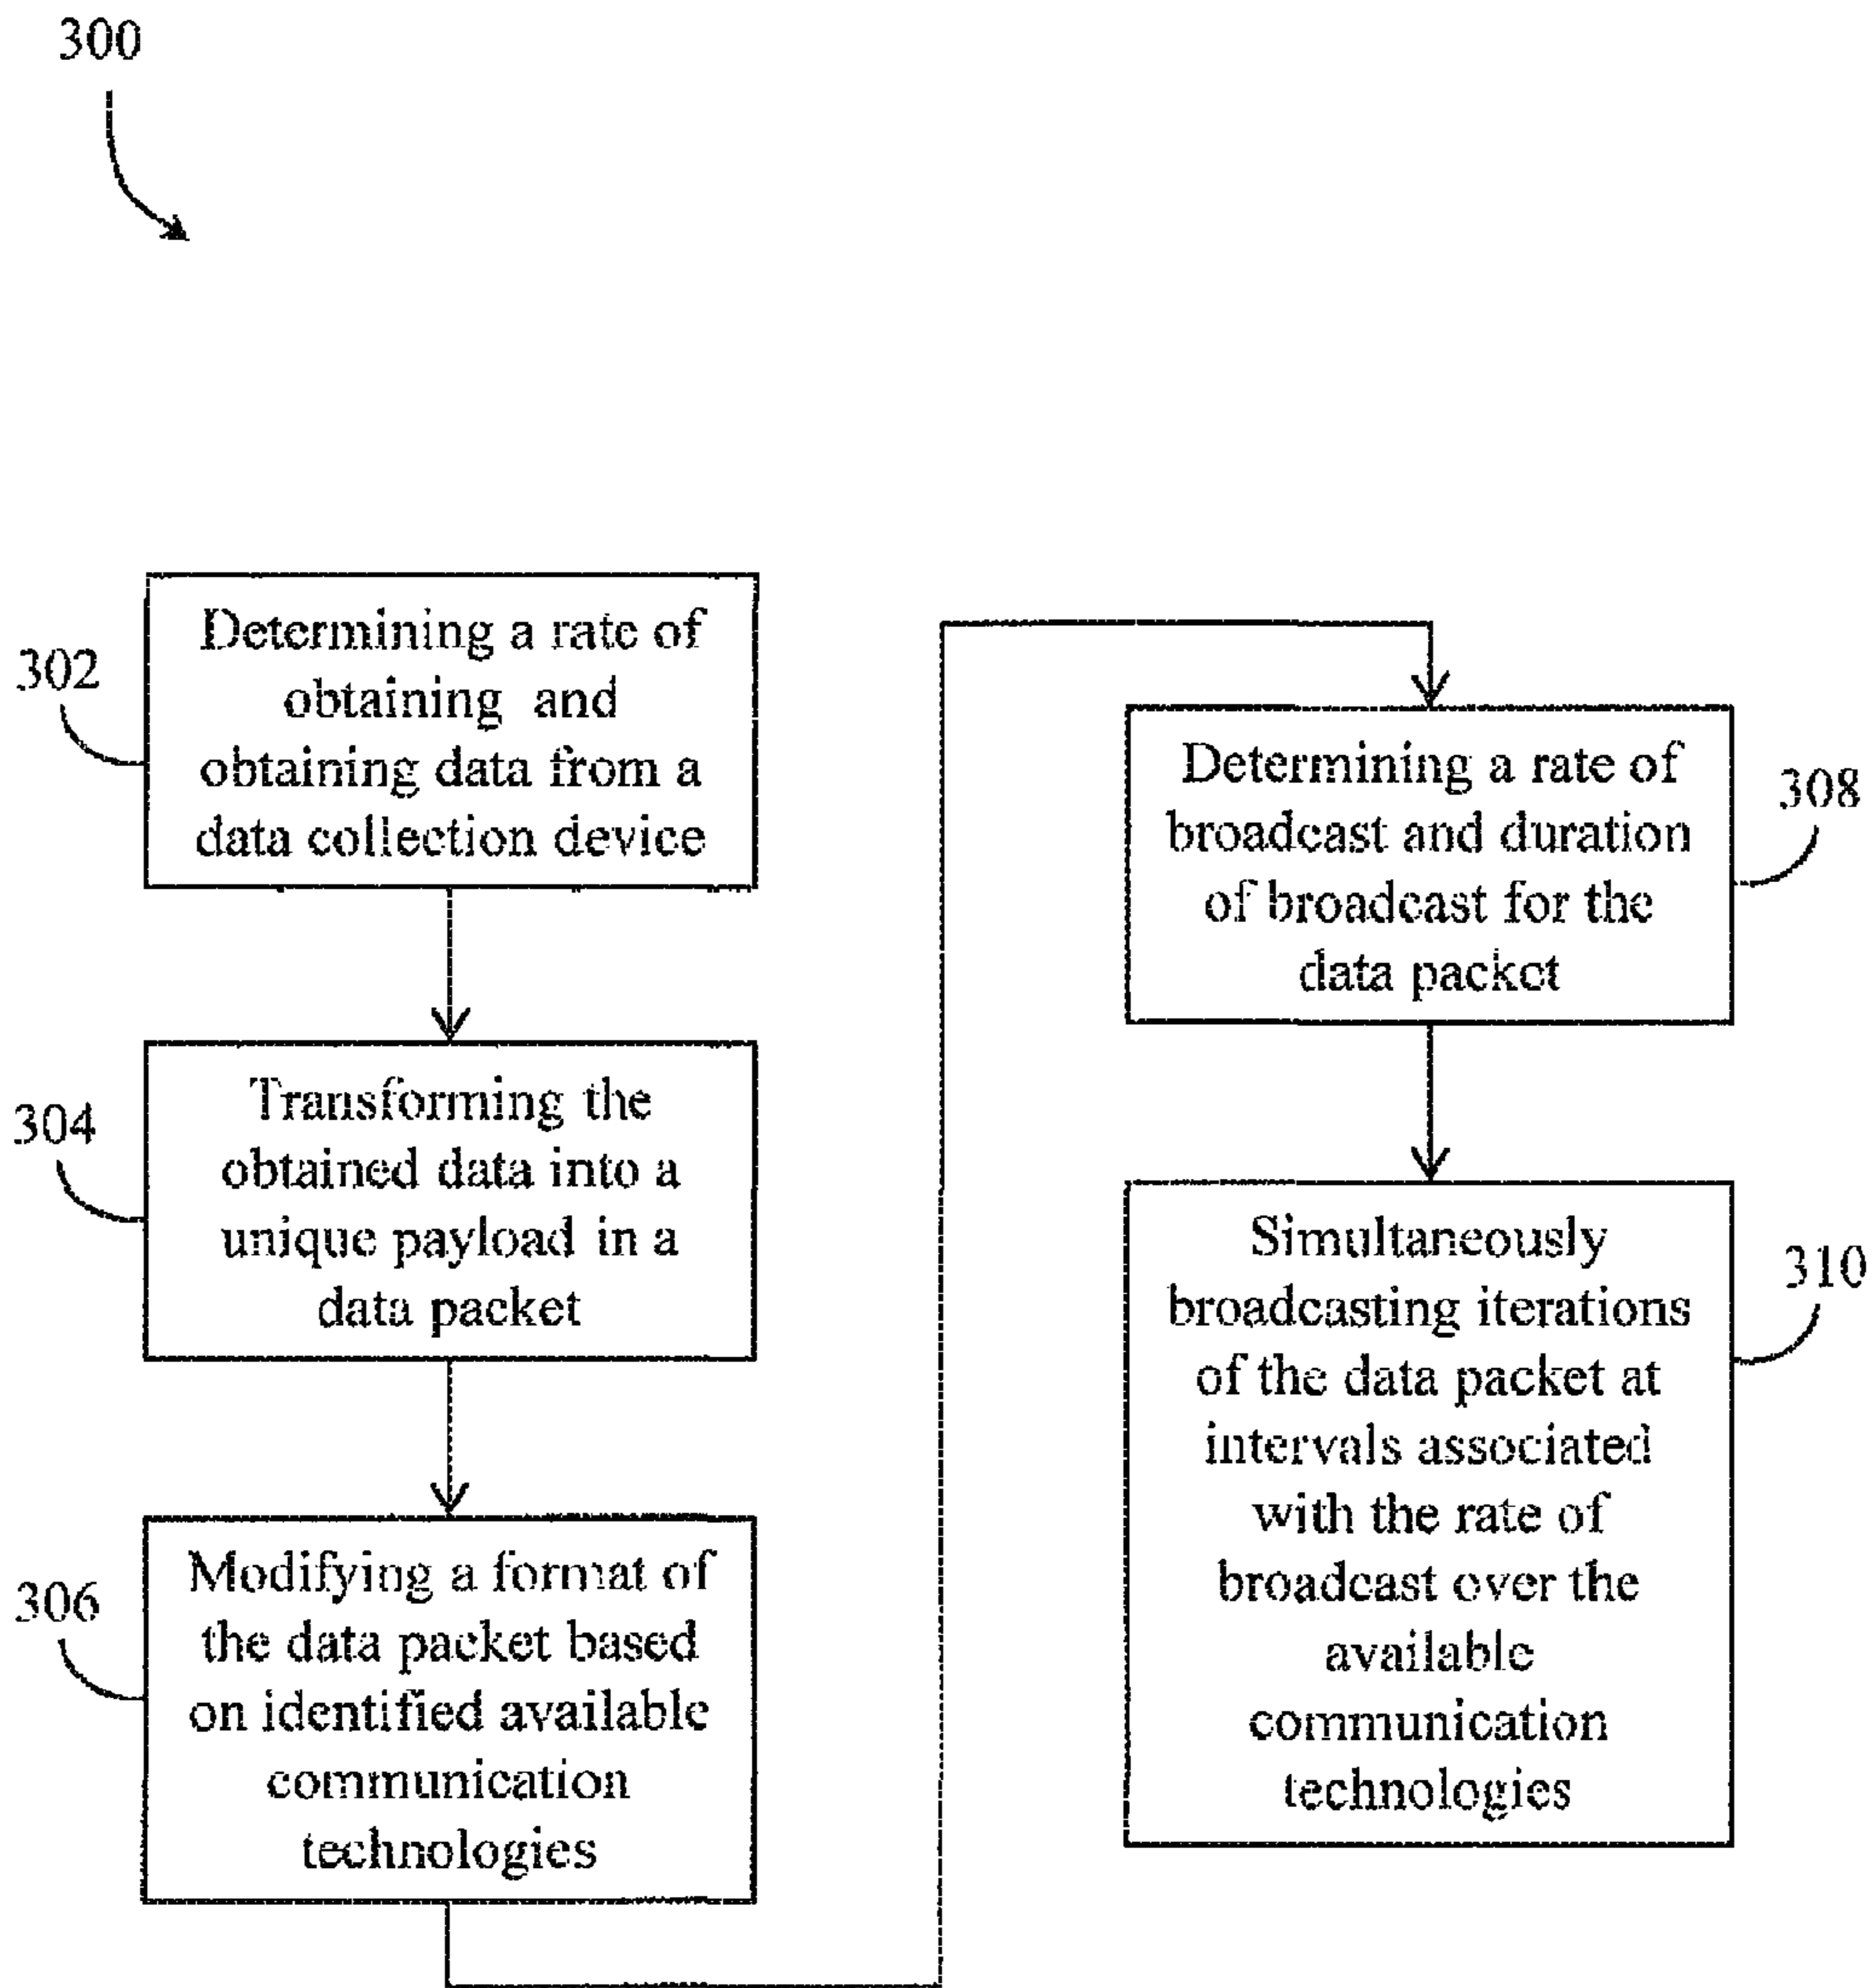 300
302
Determining a rate of
obtaining and
obtaining data from a
data collection device
304
Transforming the
obtained data into a
unique payload in a
data packet
306
Modifying a format of
the data packet based
on identified available
communication
technologies
308
Determining a rate of
broadcast and duration
of broadcast for the
data packet
310
Simultaneously
broadcasting iterations
of the data packet at
intervals associated
with the rate of
broadcast over the
available
communication
technologies